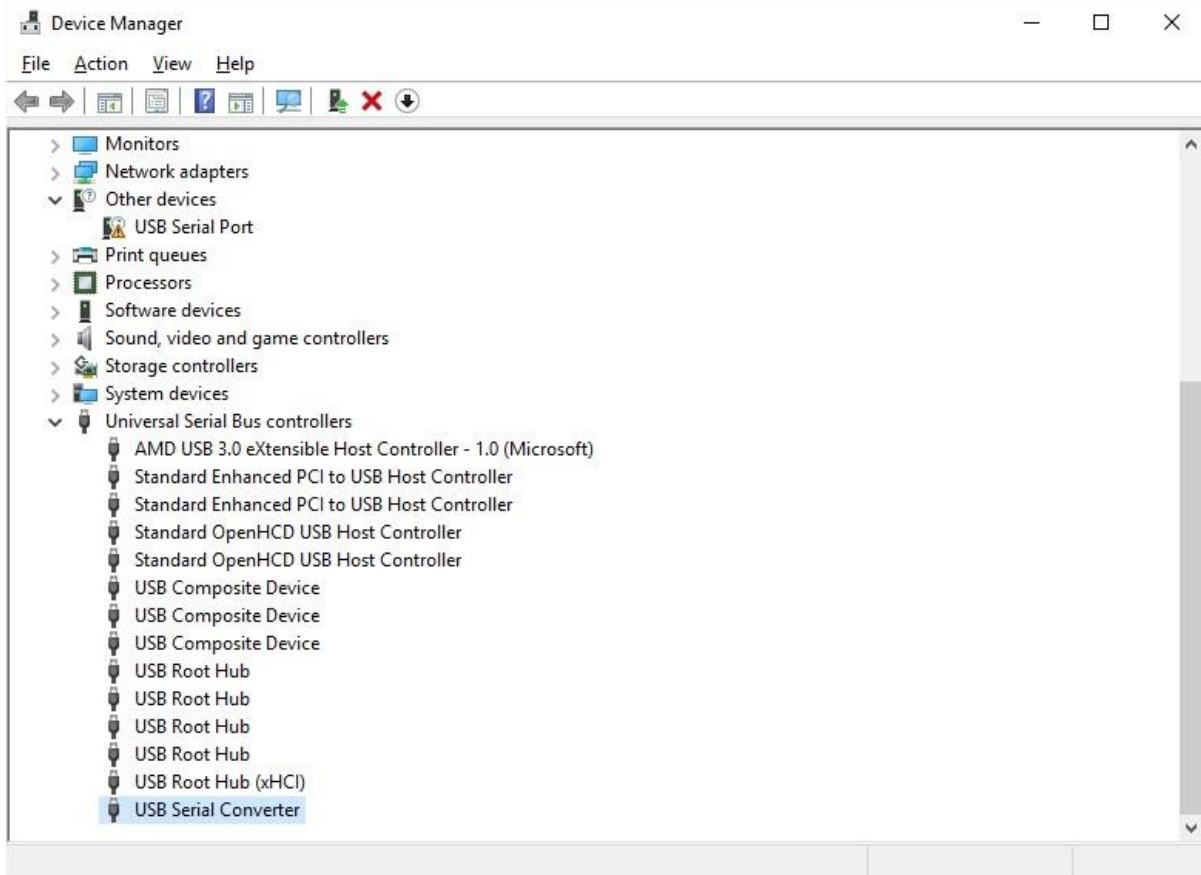 Device Manager
File Action View Help
Monitors
Network adapters
Other devices
USB Serial Port
Print queues
Processors
Software devices
Sound, video and game controllers
Storage controllers
System devices
Universal Serial Bus controllers
AMD USB 3.0 eXtensible Host Controller - 1.0 (Microsoft)
Standard Enhanced PCI to USB Host Controller
Standard Enhanced PCI to USB Host Controller
Standard OpenHCD USB Host Controller
Standard OpenHCD USB Host Controller
USB Composite Device
USB Composite Device
USB Composite Device
USB Root Hub
USB Root Hub
USB Root Hub
USB Root Hub
USB Root Hub (xHCI)
USB Serial Converter